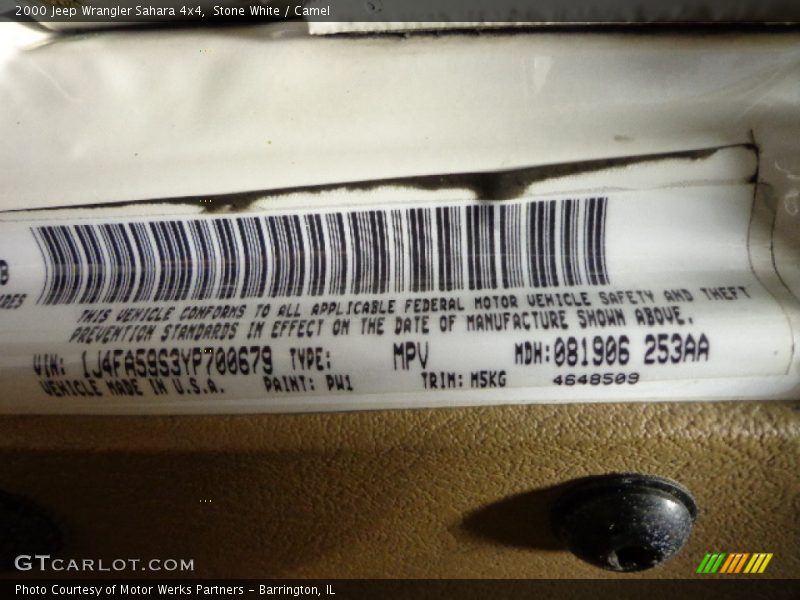 2000 Jeep Wrangler Sahara 4x4, Stone White / Camel
THIS VEHICLE CONFORMS TO ALL APPLICABLE FEDERAL MOTOR VEHICLE SAFETY AND THEFT
PREVENTION STANDARDS IN EFFECT ON THE DATE OF MANUFACTURE SHOWN ABOVE.
VIN: 1J4FA59S3YP700679 TYPE: MPV MDH:081906 253AA
VEHICLE MADE IN U.S.A. PAINT: PW1 TRIM: M5KG 4648509
GTCARLOT.COM
Photo Courtesy of Motor Werks Partners – Barrington, IL